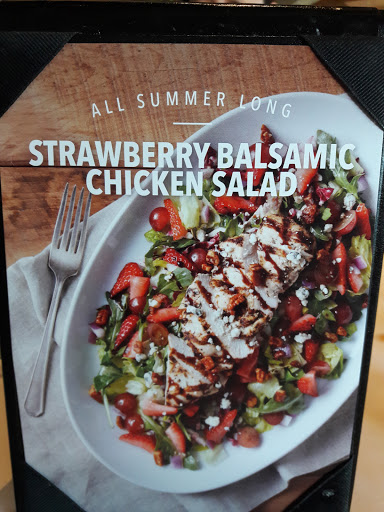 ALL SUMMER LONG
STRAWBERRY BALSAMIC
CHICKEN SALAD